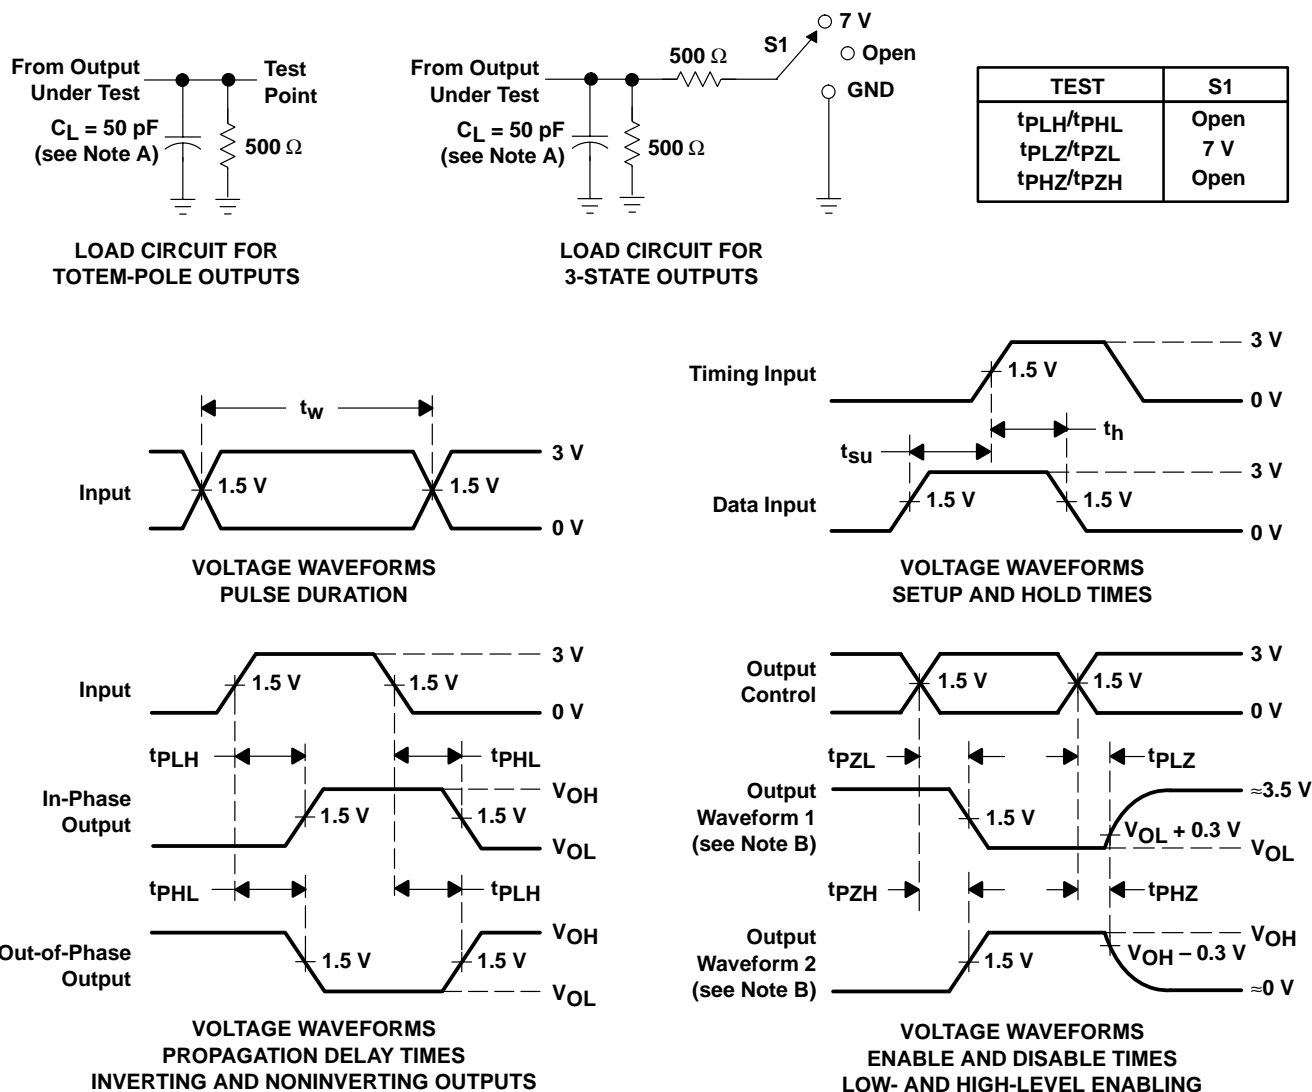 From Output
Under Test
Test
Point
CL = 50 pF
(see Note A)
500 Ω
LOAD CIRCUIT FOR
TOTEM-POLE OUTPUTS
From Output
Under Test
500 Ω
S1
7 V
Open
GND
CL = 50 pF
(see Note A)
500 Ω
LOAD CIRCUIT FOR
3-STATE OUTPUTS
TEST S1
tPLH/tPHL Open
tPLZ/tPZL 7 V
tPHZ/tPZH Open
tw
Input
1.5 V
1.5 V
3 V
0 V
VOLTAGE WAVEFORMS
PULSE DURATION
Timing Input
1.5 V
3 V
0 V
tsu
th
Data Input
1.5 V
1.5 V
3 V
0 V
VOLTAGE WAVEFORMS
SETUP AND HOLD TIMES
Input
1.5 V
1.5 V
3 V
0 V
tPLH
tPHL
In-Phase
Output
1.5 V
1.5 V
VOH
VOL
tPHL
tPLH
Out-of-Phase
Output
1.5 V
1.5 V
VOH
VOL
VOLTAGE WAVEFORMS
PROPAGATION DELAY TIMES
INVERTING AND NONINVERTING OUTPUTS
Output
Control
1.5 V
1.5 V
3 V
0 V
tPZL
tPLZ
Output
Waveform 1
(see Note B)
1.5 V
VOL + 0.3 V
≈3.5 V
VOL
tPZH
tPHZ
Output
Waveform 2
(see Note B)
1.5 V
VOH – 0.3 V
VOH
≈0 V
VOLTAGE WAVEFORMS
ENABLE AND DISABLE TIMES
LOW- AND HIGH-LEVEL ENABLING